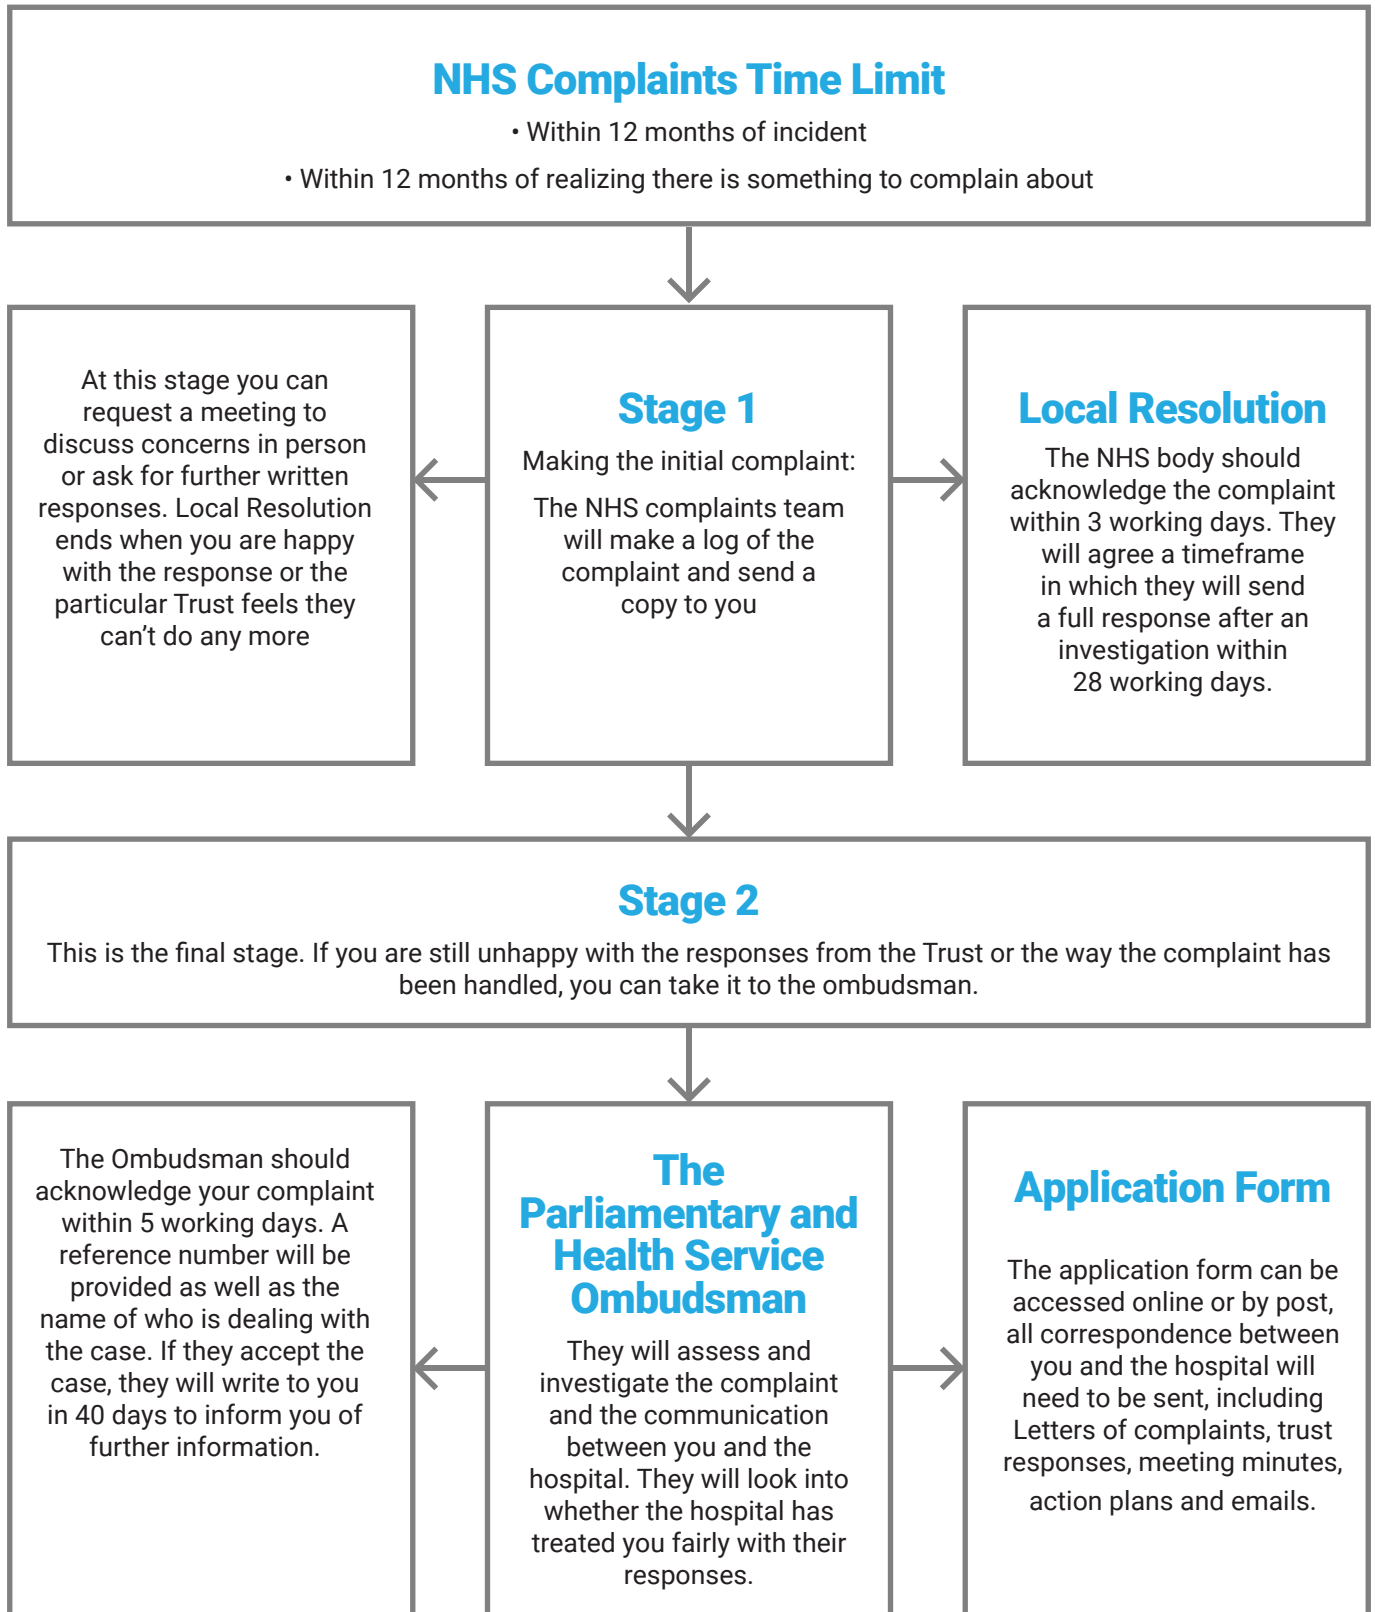 NHS Complaints Time Limit
• Within 12 months of incident
• Within 12 months of realizing there is something to complain about
At this stage you can
request a meeting to
discuss concerns in person
or ask for further written
responses. Local Resolution
ends when you are happy
with the response or the
particular Trust feels they
can’t do any more
Stage 1
Making the initial complaint:
The NHS complaints team
will make a log of the
complaint and send a
copy to you
Local Resolution
The NHS body should
acknowledge the complaint
within 3 working days. They
will agree a timeframe
in which they will send
a full response after an
investigation within
28 working days.
Stage 2
This is the final stage. If you are still unhappy with the responses from the Trust or the way the complaint has
been handled, you can take it to the ombudsman.
The Ombudsman should
acknowledge your complaint
within 5 working days. A
reference number will be
provided as well as the
name of who is dealing with
the case. If they accept the
case, they will write to you
in 40 days to inform you of
further information.
The
Parliamentary and
Health Service
Ombudsman
They will assess and
investigate the complaint
and the communication
between you and the
hospital. They will look into
whether the hospital has
treated you fairly with their
responses.
Application Form
The application form can be
accessed online or by post,
all correspondence between
you and the hospital will
need to be sent, including
Letters of complaints, trust
responses, meeting minutes,
action plans and emails.